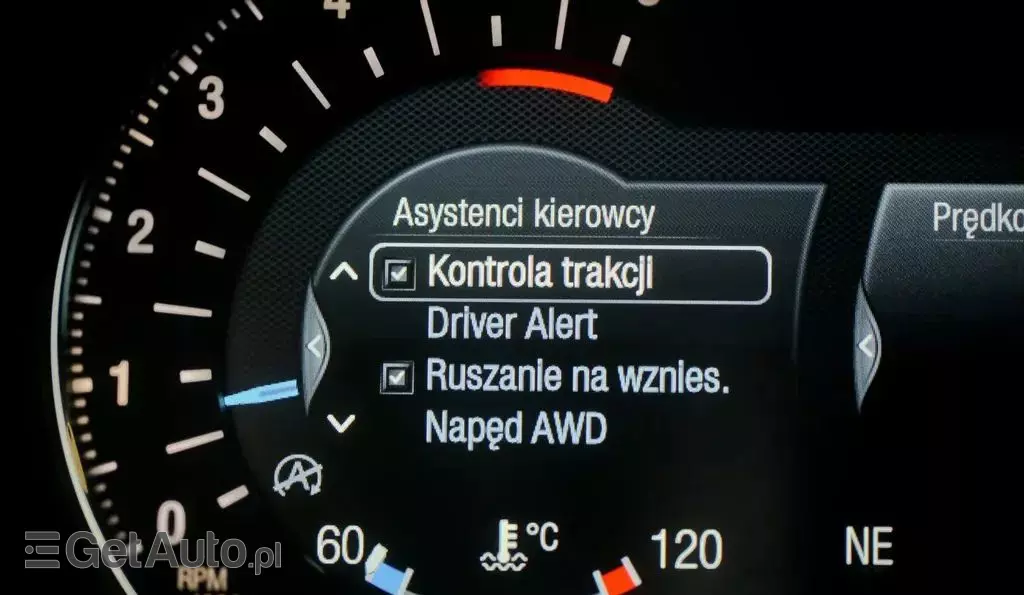 4
3
2
1
0
RPM
Asystenci kierowcy
Kontrola trakcji
Driver Alert
Ruszanie na wznies.
Napęd AWD
A
60
°C
120
NE
GetAuto.pl